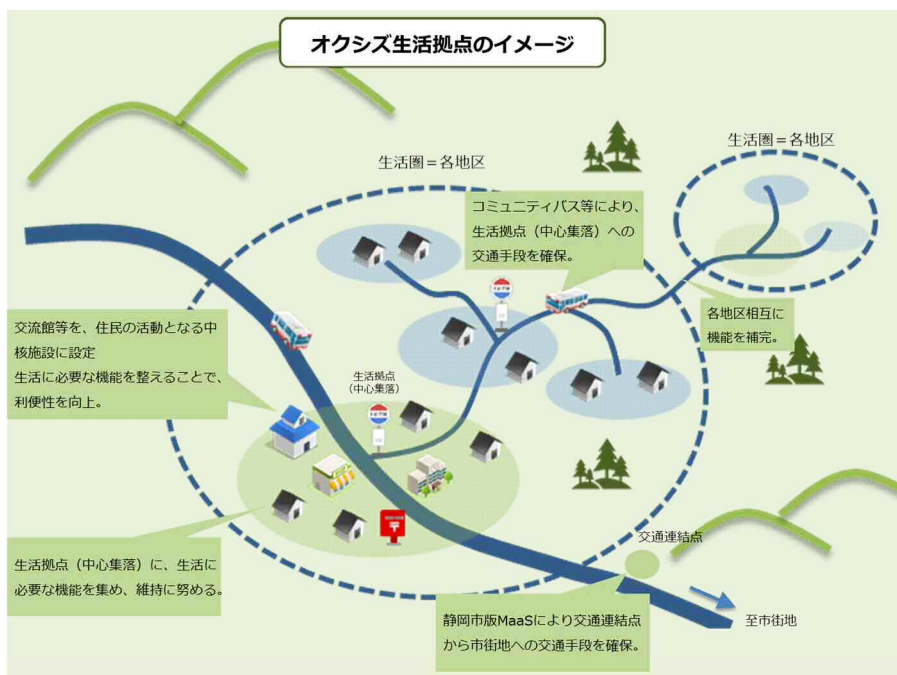 オクシズ生活拠点のイメージ
生活圏＝各地区
生活圏＝各地区
コミュニティバス等により、
生活拠点（中心集落）への
交通手段を確保。
各地区相互に
機能を補完。
交流館等を、住民の活動となる中
核施設に設定
生活に必要な機能を整えることで、
利便性を向上。
生活拠点
（中心集落）
生活拠点（中心集落）に、生活に
必要な機能を集め、維持に努める。
交通連結点
静岡市版MaaSにより交通連結点
から市街地への交通手段を確保。
至市街地